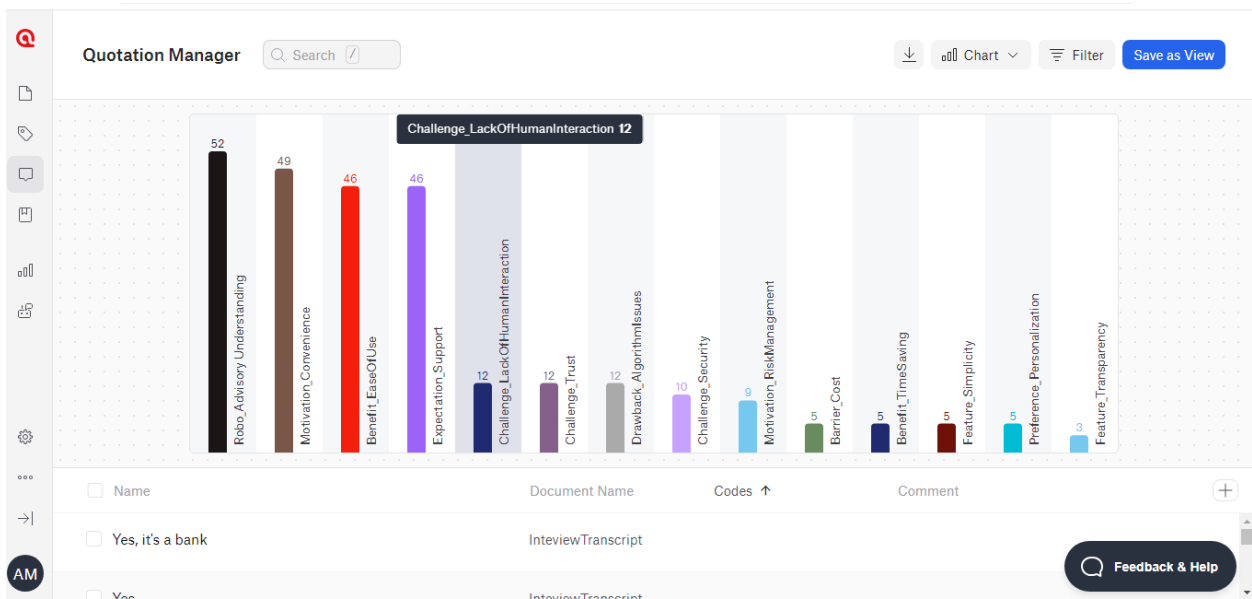 Quotation Manager
Search /
Chart
Filter
Save as View
Challenge_LackOfHumanInteraction 12
52
49
46
46
12
12
12
10
9
5
5
5
5
3
Robo_Advisory Understanding
Motivation_Convenience
Benefit_EaseOfUse
Expectation_Support
Challenge_LackOfHumanInteraction
Challenge_Trust
Drawback_AlgorithmIssues
Challenge_Security
Motivation_RiskManagement
Barrier_Cost
Benefit_TimeSaving
Feature_Simplicity
Preference_Personalization
Feature_Transparency
Name Document Name Codes ↑ Comment
Yes, it's a bank InteviewTranscript
Yes InteviewTranscript
AM
Feedback & Help